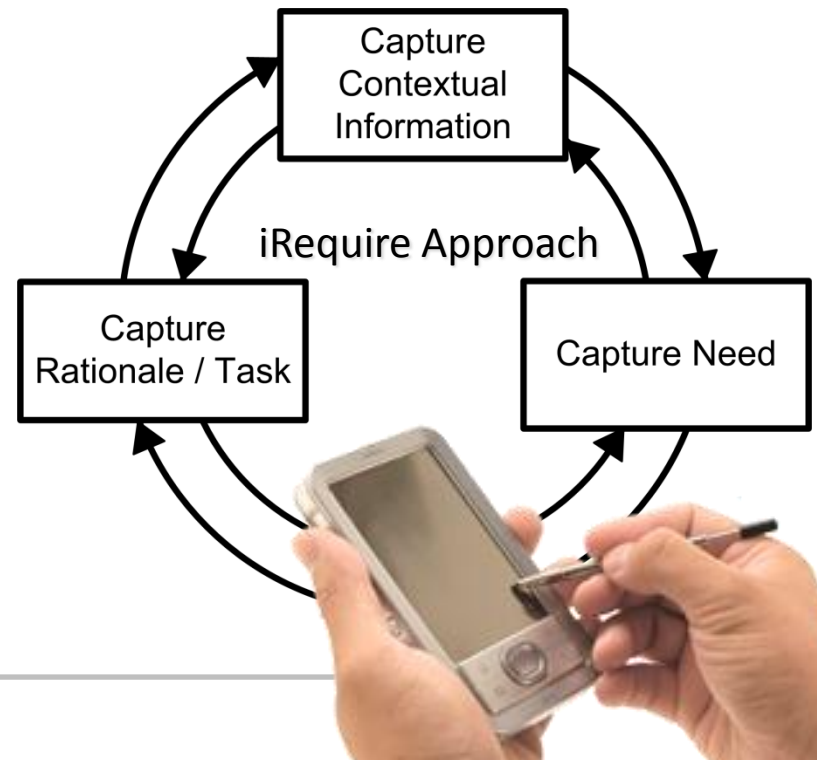 Capture
Contextual
Information
iRequire Approach
Capture
Rationale / Task
Capture Need